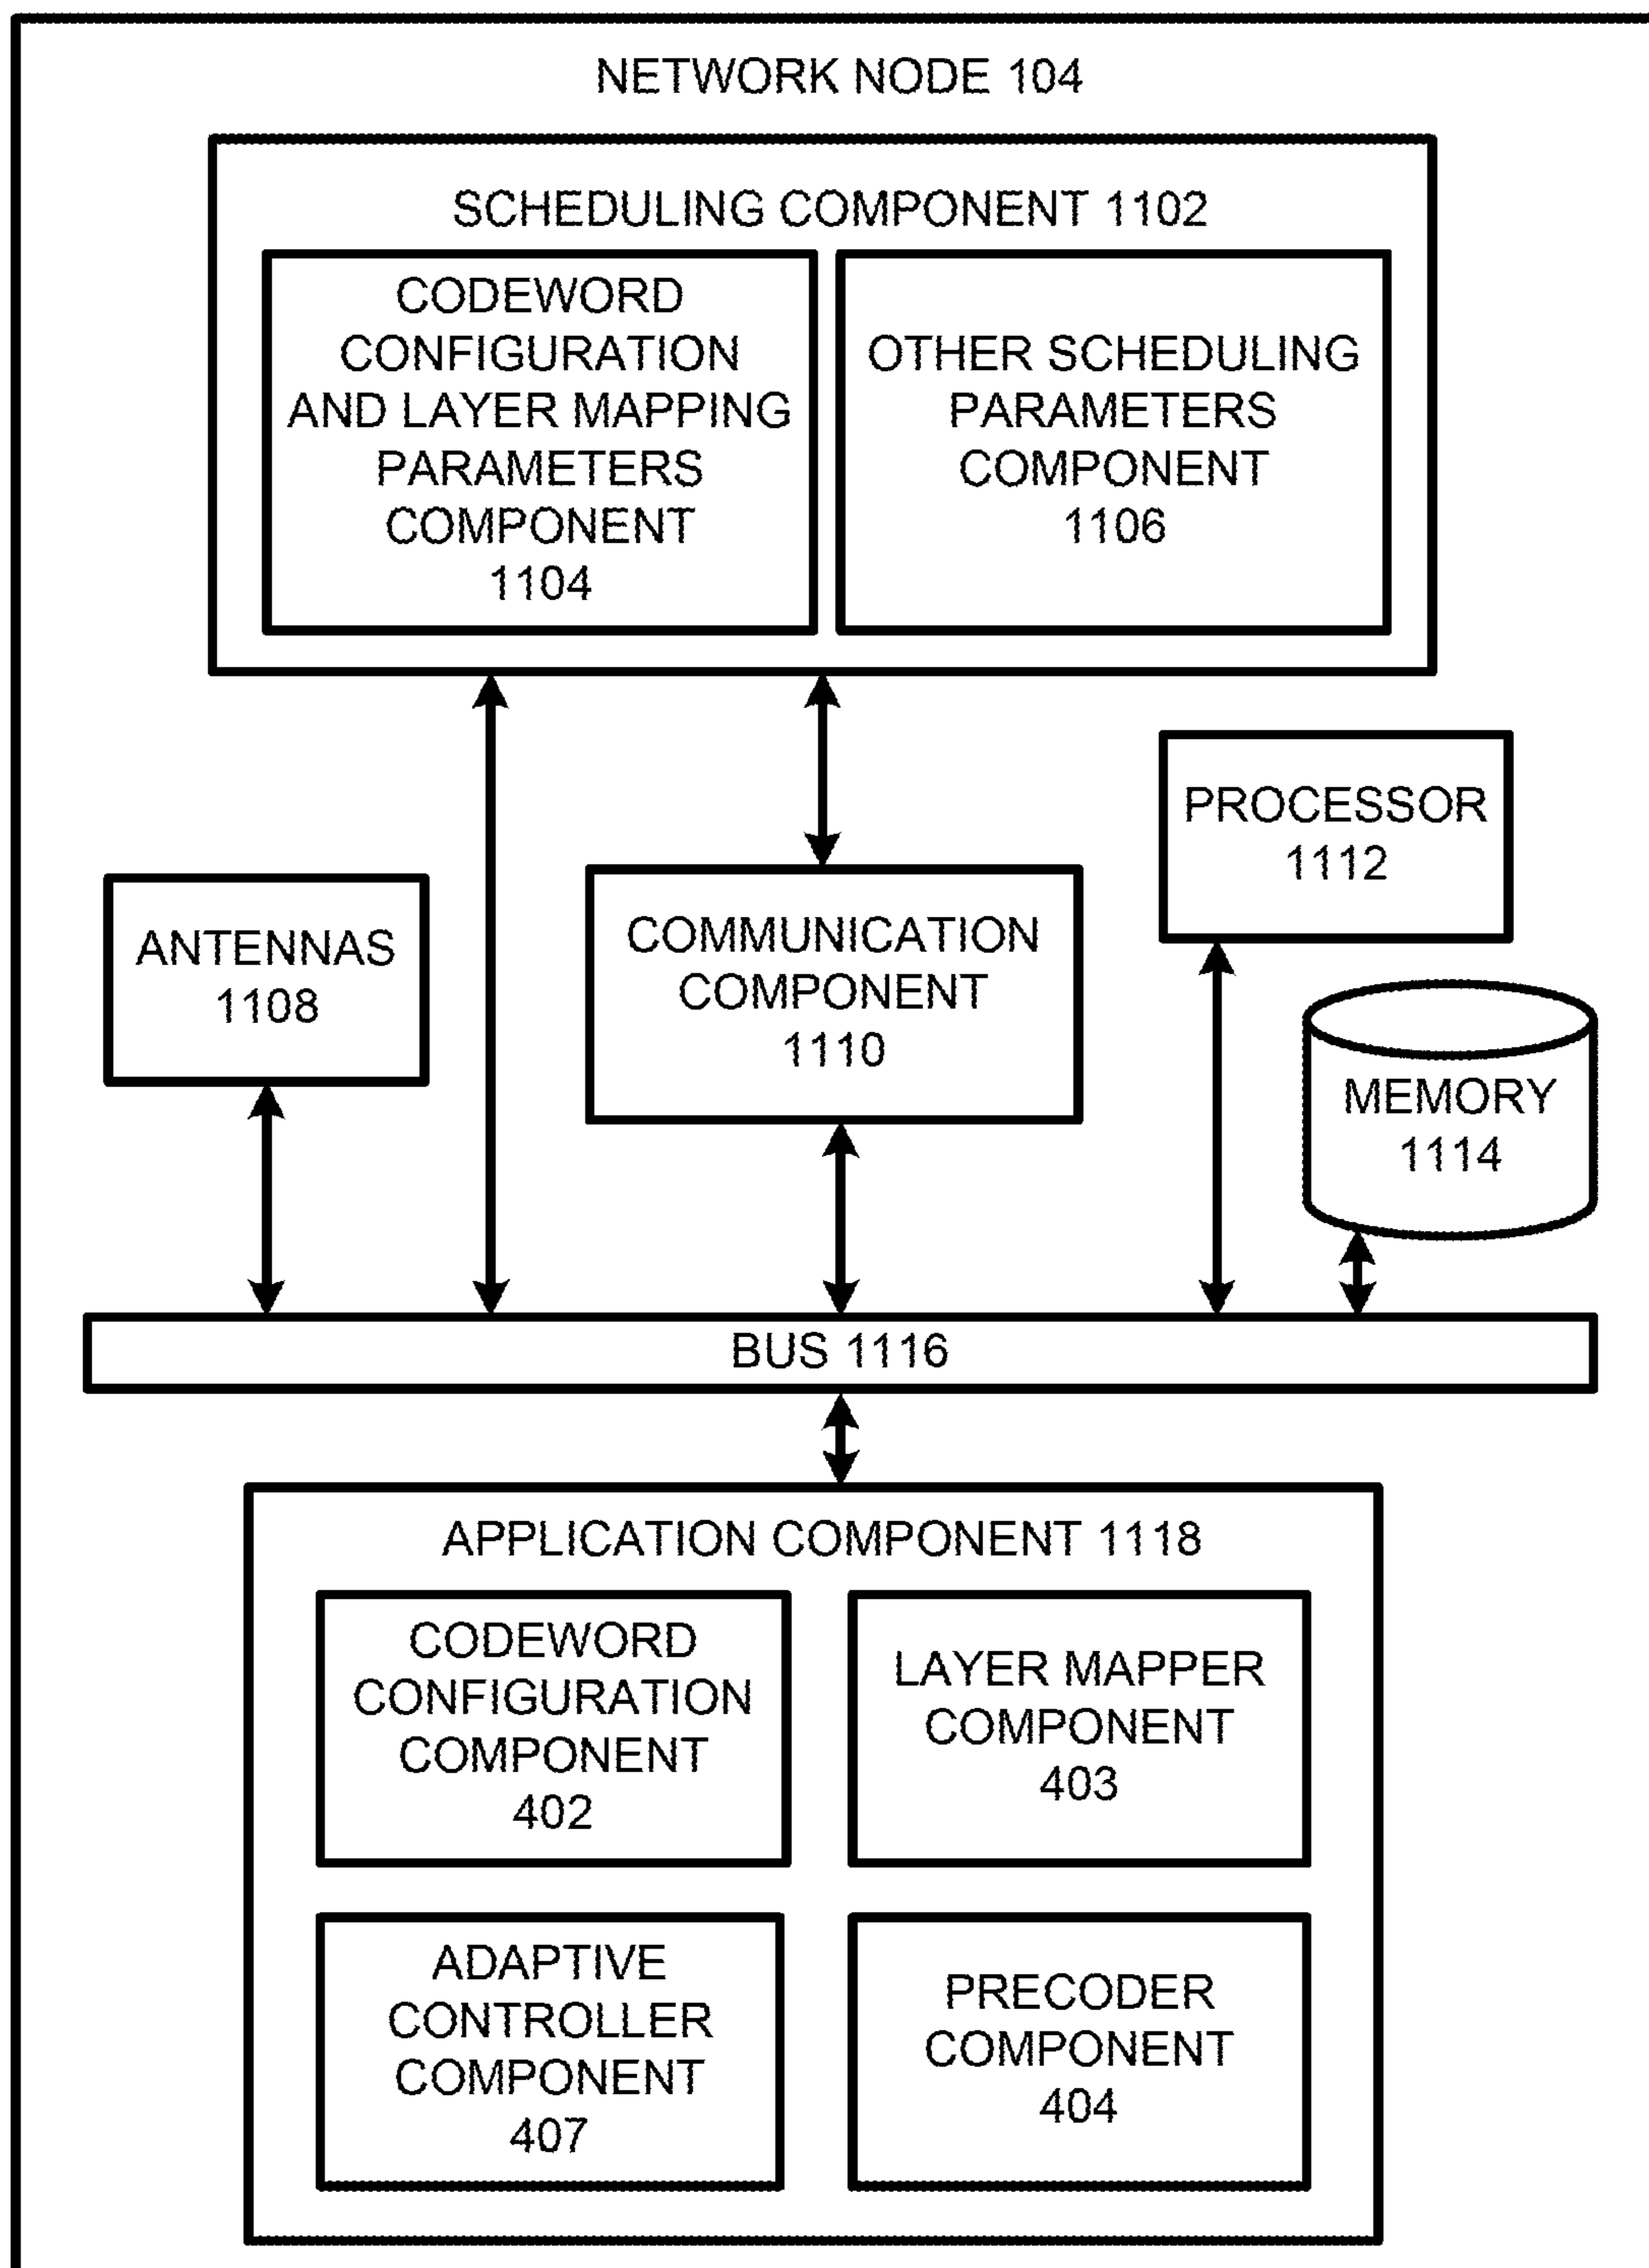 NETWORK NODE 104
SCHEDULING COMPONENT 1102
CODEWORD
CONFIGURATION
AND LAYER MAPPING
PARAMETERS
COMPONENT
1104
OTHER SCHEDULING
PARAMETERS
COMPONENT
1106
PROCESSOR
1112
ANTENNAS
1108
COMMUNICATION
COMPONENT
1110
MEMORY
1114
BUS 1116
APPLICATION COMPONENT 1118
CODEWORD
CONFIGURATION
COMPONENT
402
LAYER MAPPER
COMPONENT
403
ADAPTIVE
CONTROLLER
COMPONENT
407
PRECODER
COMPONENT
404